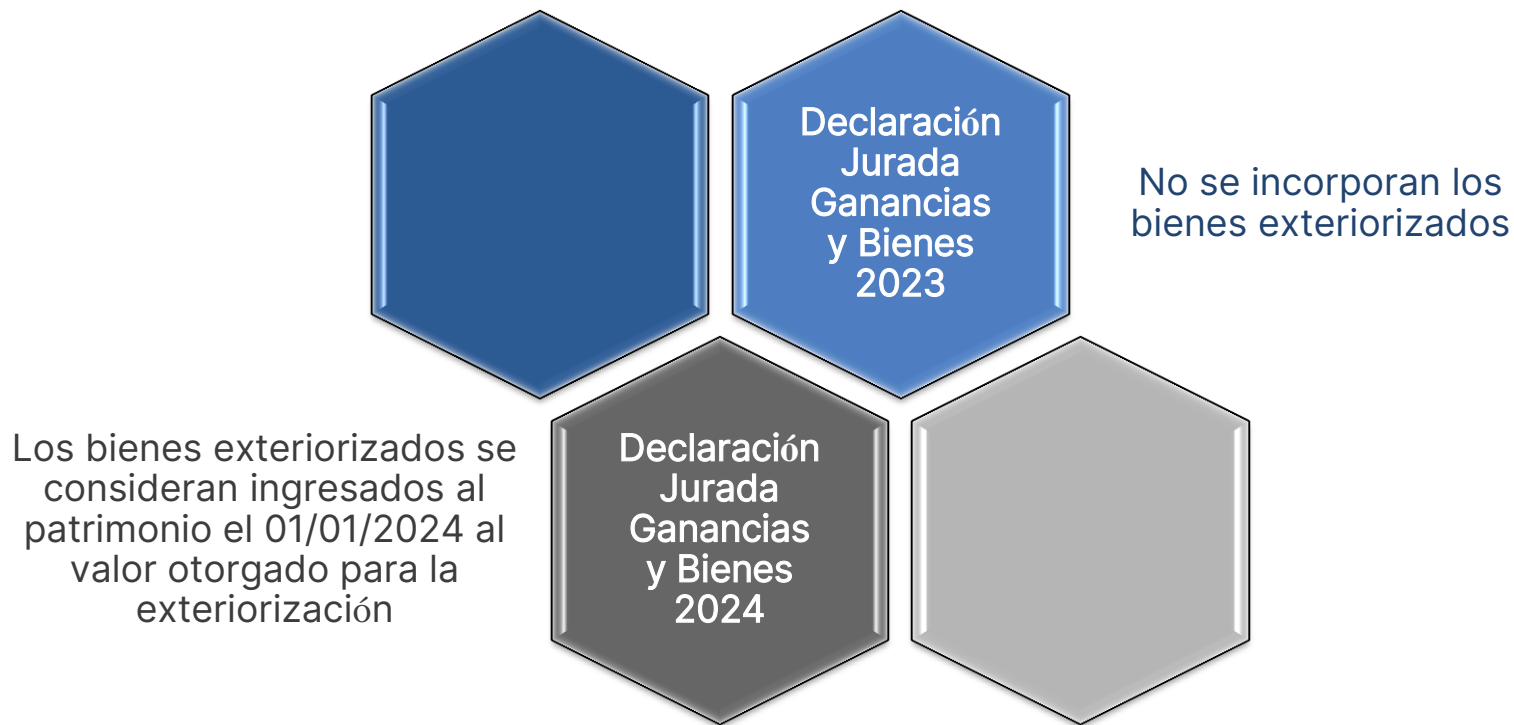 Declaración
Jurada
Ganancias
y Bienes
2023
No se incorporan los
bienes exteriorizados
Los bienes exteriorizados se
consideran ingresados al
patrimonio el 01/01/2024 al
valor otorgado para la
exteriorización
Declaración
Jurada
Ganancias
y Bienes
2024